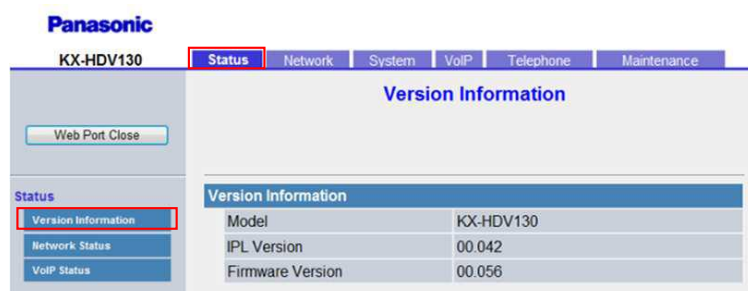 Panasonic
KX-HDV130 Status Network System VoIP Telephone Maintenance
Version Information
Web Port Close
Status
Version Information
Network Status
VoIP Status
Version Information
Model KX-HDV130
IPL Version 00.042
Firmware Version 00.056